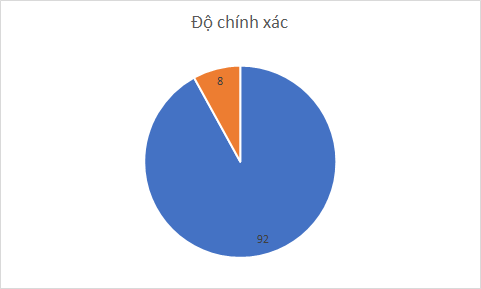 Độ chính xác
8
92